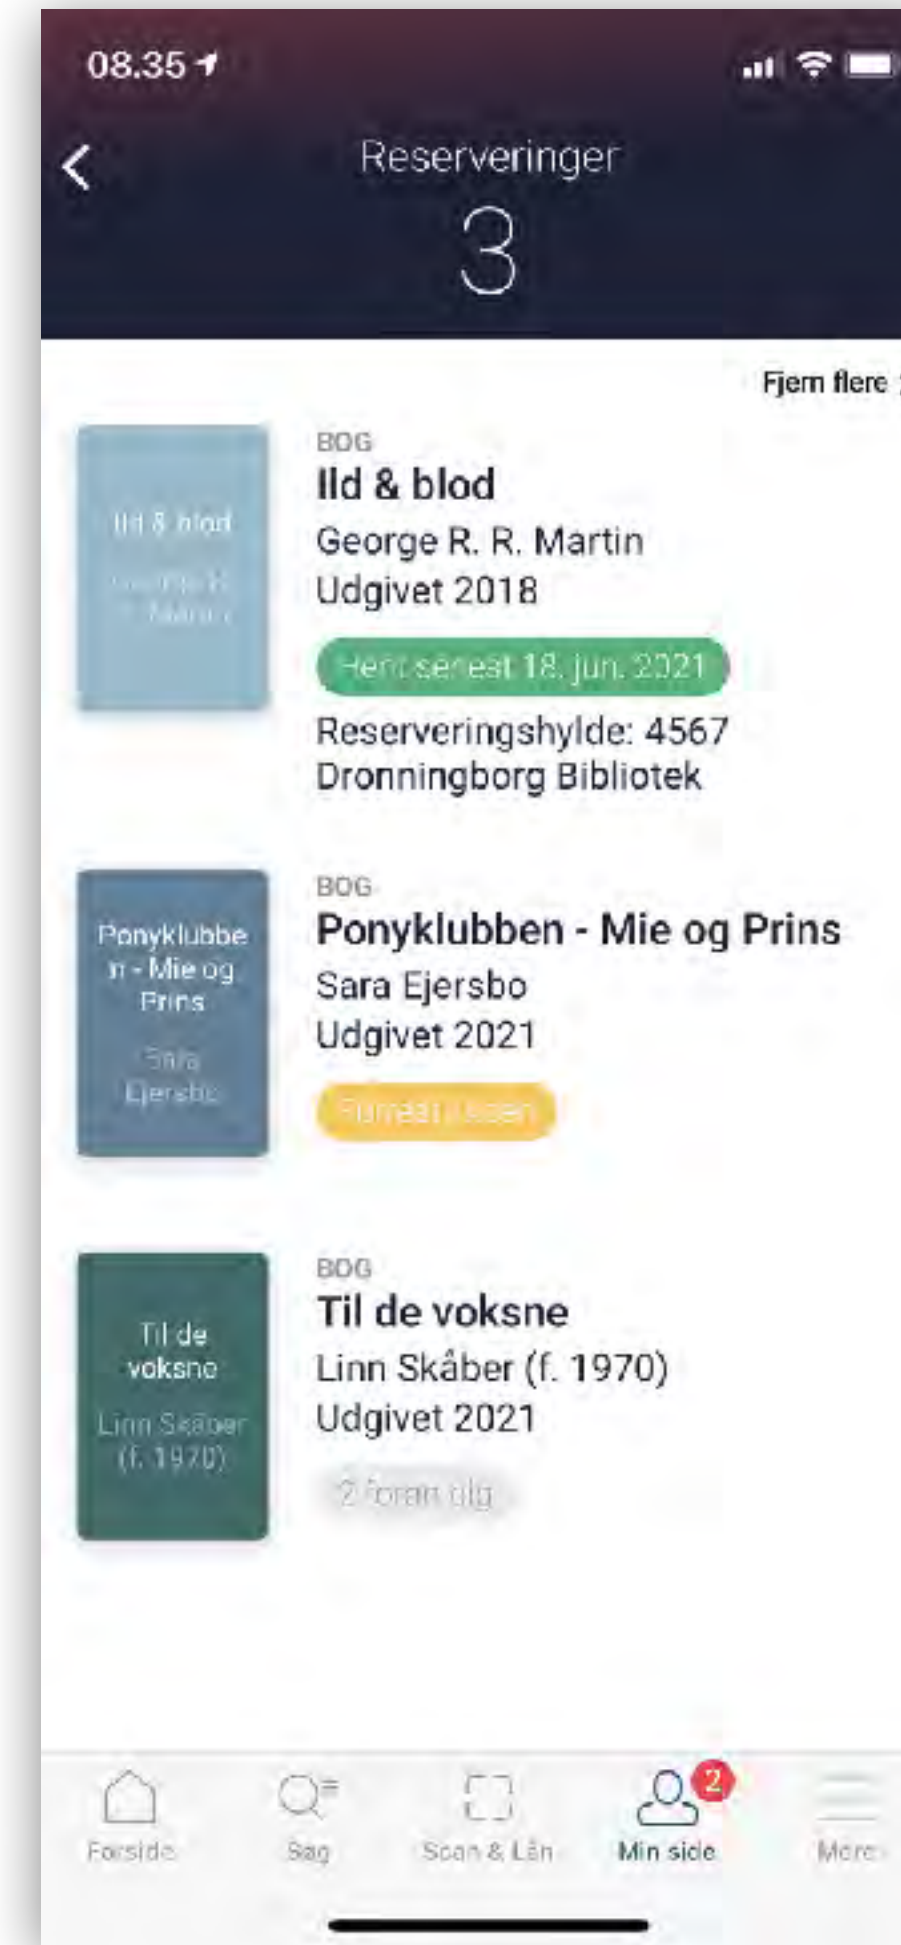 08.35
Reserveringer
3
Fjern flere
Ild & blod
BOG
Ild & blod
George R. R. Martin
Udgivet 2018
Hent senest 18. jun. 2021
Reserveringshylde: 4567
Dronningborg Bibliotek
Ponyklubbe
n - Mie og
Prins
Sara
Ejersbo
BOG
Ponyklubben - Mie og Prins
Sara Ejersbo
Udgivet 2021
Til de
voksne
Linn Skåber
(f. 1970)
BOG
Til de voksne
Linn Skåber (f. 1970)
Udgivet 2021
2 foran dig
Forside
Søg
Scan & Lån
Min side
2
Mere